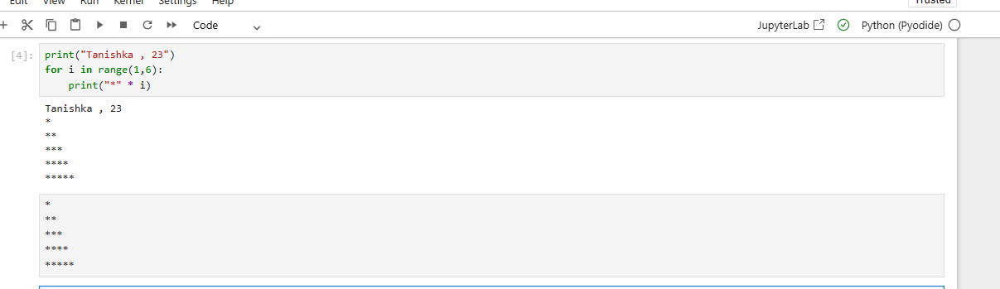 Edit View Run Kernel Settings Help Trusted
Code JupyterLab Python (Pyodide)
[4]: print("Tanishka , 23")
for i in range(1,6):
    print("*" * i)
Tanishka , 23
*
**
***
****
*****
*
**
***
****
*****